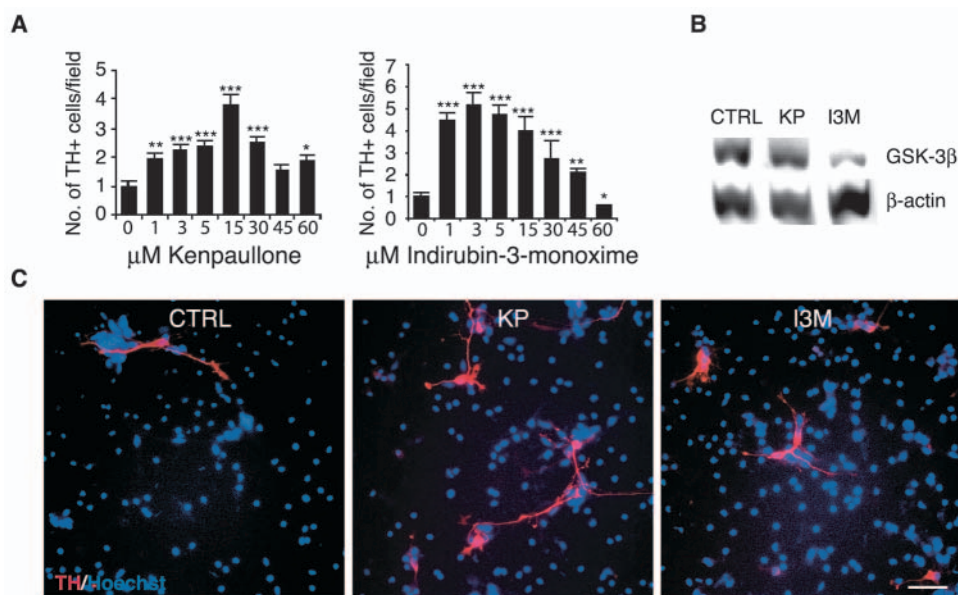 A
No. of TH+ cells/field
5
4
3
2
1
0
**
***
***
***
***
*
0 1 3 5 15 30 45 60
μM Kenpaullone
No. of TH+ cells/field
7
6
5
4
3
2
1
0
***
***
***
***
***
**
*
0 1 3 5 15 30 45 60
μM Indirubin-3-monoxime
B
CTRL KP I3M
GSK-3β
β-actin
C
CTRL
KP
I3M
TH/Hoechst